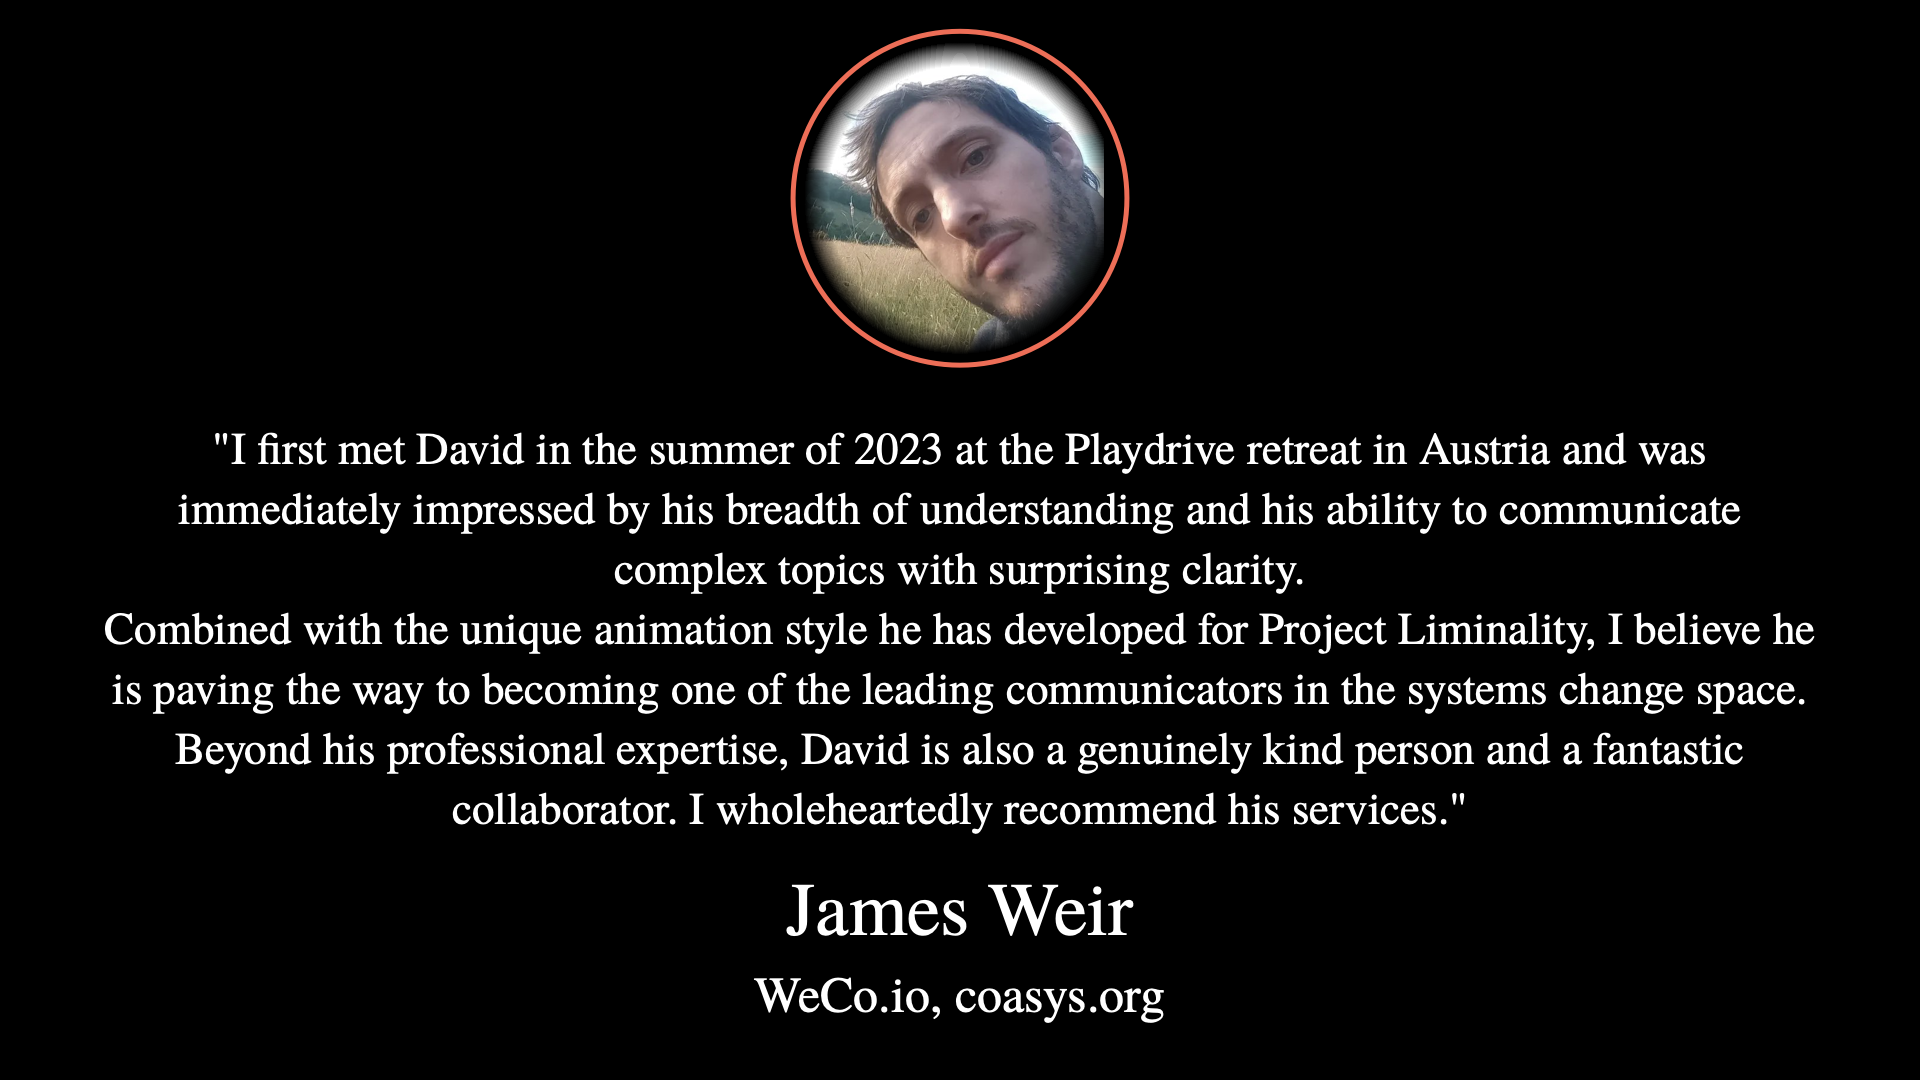 "I first met David in the summer of 2023 at the Playdrive retreat in Austria and was
immediately impressed by his breadth of understanding and his ability to communicate
complex topics with surprising clarity.
Combined with the unique animation style he has developed for Project Liminality, I believe he
is paving the way to becoming one of the leading communicators in the systems change space.
Beyond his professional expertise, David is also a genuinely kind person and a fantastic
collaborator. I wholeheartedly recommend his services."
James Weir
WeCo.io, coasys.org